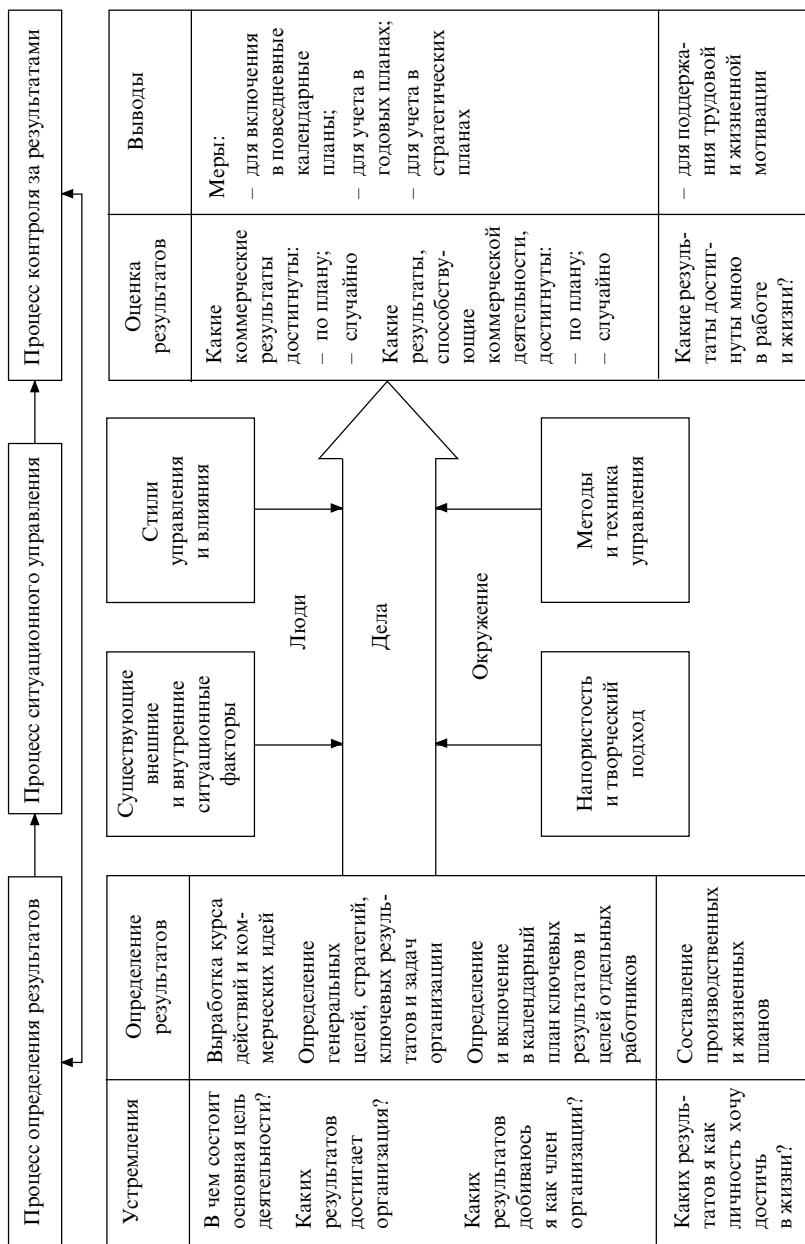 Процесс определения результатов
Процесс ситуационного управления
Процесс контроля за результатами
Устремления
В чем состоит
основная цель
деятельности?
Каких
результатов
достигает
организация?
Каких
результатов
добиваюсь
я как член
организации?
Каких резуль-
татов я как
личность хочу
достичь
в жизни?
Определение
результатов
Выработка курса
действий и ком-
мерческих идей
Определение
генеральных
целей, стратегий,
ключевых резуль-
татов и задач
организации
Определение
и включение
в календарный
план ключевых
результатов и
целей отдельных
работников
Составление
производственных
и жизненных
планов
Существующие
внешние
и внутренние
ситуационные
факторы
Стили
управления
и влияния
Люди
Дела
Окружение
Напористость
и творческий
подход
Методы
и техника
управления
Оценка
результатов
Какие
коммерческие
результаты
достигнуты:
– по плану;
– случайно
Какие
результаты,
способству-
ющие
коммерческой
деятельности,
достигнуты:
– по плану;
– случайно
Какие резуль-
таты достиг-
нуты мною
в работе
и жизни?
Выводы
Меры:
– для включения
в повседневные
календарные
планы;
– для учета в
годовых планах;
– для учета в
стратегических
планах
– для поддержа-
ния трудовой
и жизненной
мотивации